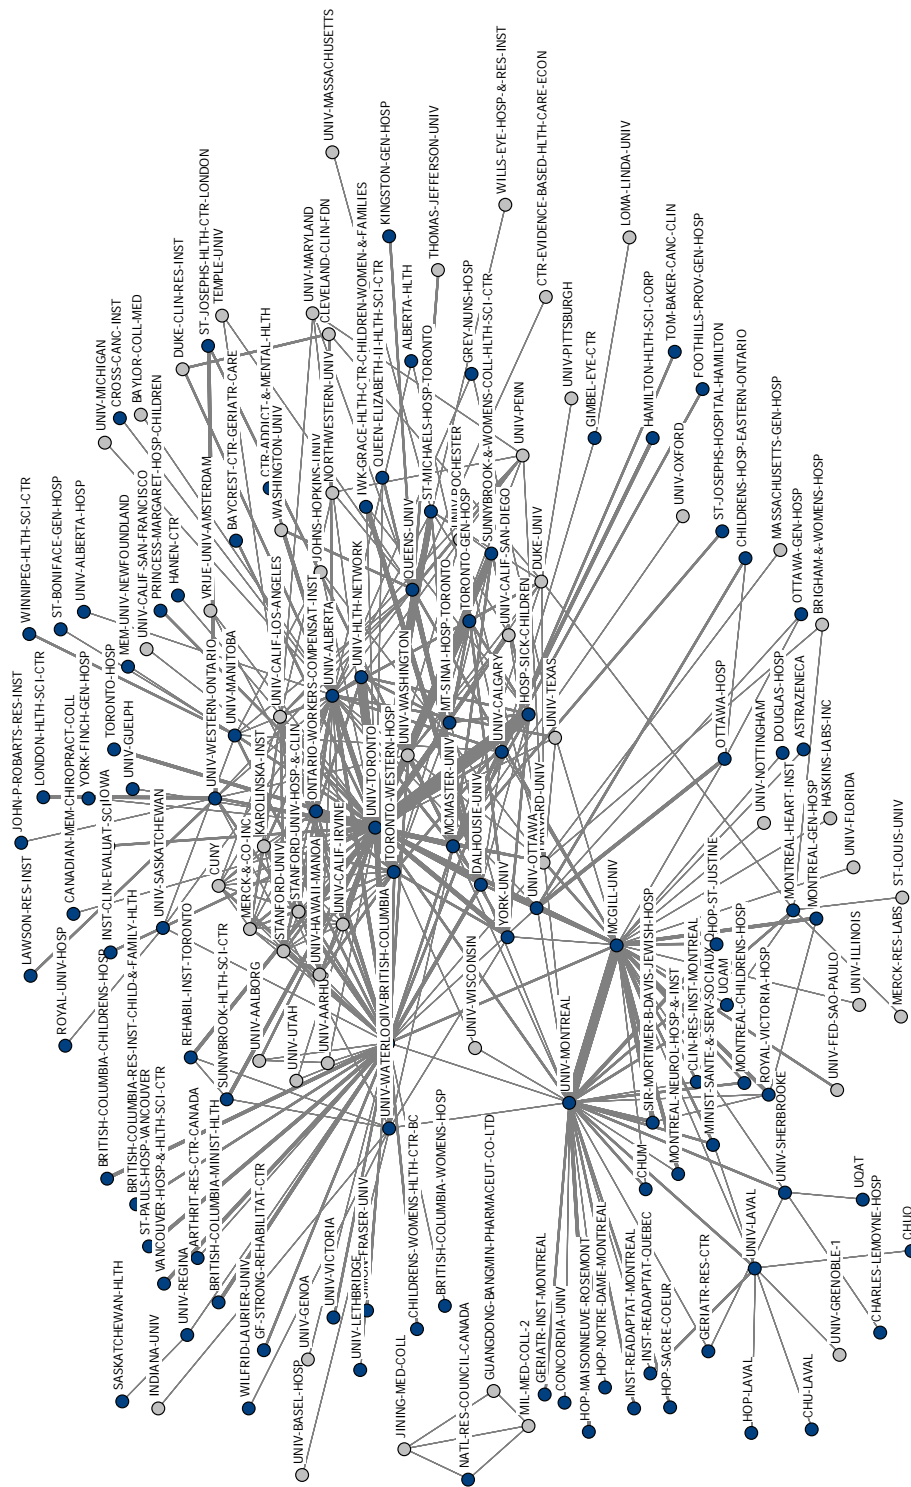 UNIV-MASSACHUSETTS
WILLS-EYE-HOSP-&-RES-INST
KINGSTON-GEN-HOSP
CTR-EVIDENCE-BASED-HLTH-CARE-ECON
THOMAS-JEFFERSON-UNIV
LOMA-LINDA-UNIV
DUKE-CLIN-RES-INST
ST-JOSEPHS-HLTH-CTR-LONDON
TEMPLE-UNIV
UNIV-MARYLAND
CLEVELAND-CLIN-FDN
IWK-GRACE-HLTH-CTR-CHILDREN-WOMEN-&-FAMILIES
QUEEN-ELIZABETH-II-HLTH-SCI-CTR
ALBERTA-HLTH
GREY-NUNS-HOSP
TOM-BAKER-CANC-CLIN
HAMILTON-HLTH-SCI-CORP
FOOTHILLS-PROV-GEN-HOSP
UNIV-PITTSBURGH
GIMBEL-EYE-CTR
UNIV-MICHIGAN
CROSS-CANC-INST
BAYLOR-COLL-MED
CTR-ADDICT-&-MENTAL-HLTH
BAYCREST-CTR-GERIATR-CARE
WASHINGTON-UNIV
NORTHWESTERN-UNIV
ST-MICHAELS-HOSP-TORONTO
SUNNYBROOK-&-WOMENS-COLL-HLTH-SCI-CTR
UNIV-PENN
UNIV-OXFORD
ST-JOSEPHS-HOSPITAL-HAMILTON
CHILDRENS-HOSP-EASTERN-ONTARIO
MASSACHUSETTS-GEN-HOSP
OTTAWA-GEN-HOSP
BRIGHAM-&-WOMENS-HOSP
WINNIPEG-HLTH-SCI-CTR
ST-BONIFACE-GEN-HOSP
UNIV-ALBERTA-HOSP
MEM-UNIV-NEWFOUNDLAND
UNIV-CALIF-SAN-FRANCISCO
PRINCESS-MARGARET-HOSP-CHILDREN
HANEN-CTR
VRIJE-UNIV-AMSTERDAM
JOHNS-HOPKINS-UNIV
QUEENS-UNIV
TORONTO-GEN-HOSP
UNIV-CALIF-SAN-DIEGO
DUKE-UNIV
UNIV-CALIF-LOS-ANGELES
ONTARIO-WORKERS-COMPENSAT-INST
UNIV-ALBERTA
UNIV-HLTH-NETWORK
UNIV-WASHINGTON
MT-SINAI-HOSP-TORONTO
UNIV-CALGARY
HOSP-SICK-CHILDREN
UNIV-TEXAS
JOHN-P-ROBARTS-RES-INST
LONDON-HLTH-SCI-CTR
CANADIAN-MEM-CHIROPRACT-COLL
YORK-FINCH-GEN-HOSP
TORONTO-HOSP
UNIV-GUELPH
UNIV-WESTERN-ONTARIO
UNIV-MANITOBA
KAROLINSKA-INST
STANFORD-UNIV-HOSP-&-CLIN
UNIV-TORONTO
TORONTO-WESTERN-HOSP
MCMASTER-UNIV
DALHOUSIE-UNIV
OTTAWA-HOSP
UNIV-NOTTINGHAM
DOUGLAS-HOSP
ASTRAZENECA
HASKINS-LABS-INC
LAWSON-RES-INST
ROYAL-UNIV-HOSP
INST-CLIN-EVALUAT-SCI
IOWA
UNIV-SASKATCHEWAN
CUNY
MERCK-&-CO-INC
STANFORD-UNIV
UNIV-HAWAII-MANOA
UNIV-CALIF-IRVINE
UNIV-BRITISH-COLUMBIA
YORK-UNIV
UNIV-OTTAWA
HARVARD-UNIV
MCGILL-UNIV
HOP-ST-JUSTINE
MONTREAL-HEART-INST
MONTREAL-GEN-HOSP
UNIV-FLORIDA
ST-LOUIS-UNIV
BRITISH-COLUMBIA-CHILDRENS-HOSP
BRITISH-COLUMBIA-RES-INST-CHILD-&-FAMILY-HLTH
ST-PAULS-HOSP-VANCOUVER
VANCOUVER-HOSP-&-HLTH-SCI-CTR
REHABIL-INST-TORONTO
SUNNYBROOK-HLTH-SCI-CTR
UNIV-AALBORG
UNIV-UTAH
UNIV-AARHUS
UNIV-WATERLOO
UNIV-WISCONSIN
UNIV-MONTREAL
SIR-MORTIMER-B-DAVIS-JEWISH-HOSP
MONTREAL-NEUROL-HOSP-&-INST
CLIN-RES-INST-MONTREAL
MINIST-SANTE-&-SERV-SOCIAUX
UQAM
MONTREAL-CHILDRENS-HOSP
ROYAL-VICTORIA-HOSP
UNIV-FED-SAO-PAULO
UNIV-ILLINOIS
MERCK-RES-LABS
SASKATCHEWAN-HLTH
INDIANA-UNIV
UNIV-REGINA
ARTHRIT-RES-CTR-CANADA
BRITISH-COLUMBIA-MINIST-HLTH
WILFRID-LAURIER-UNIV
GF-STRONG-REHABILITAT-CTR
UNIV-BASEL-HOSP
UNIV-GENOA
UNIV-VICTORIA
UNIV-LETHBRIDGE
SIMON-FRASER-UNIV
CHILDRENS-WOMENS-HLTH-CTR-BC
BRITISH-COLUMBIA-WOMENS-HOSP
JINING-MED-COLL
NATL-RES-COUNCIL-CANADA
GUANGDONG-BANGMIN-PHARMACEUT-CO-LTD
MIL-MED-COLL-2
GERIATR-INST-MONTREAL
CONCORDIA-UNIV
HOP-MAISONNEUVE-ROSEMONT
HOP-NOTRE-DAME-MONTREAL
INST-READAPTAT-MONTREAL
INST-READAPTAT-QUEBEC
HOP-SACRE-COEUR
CHUM
GERIATR-RES-CTR
UNIV-LAVAL
UNIV-SHERBROOKE
HOP-LAVAL
CHU-LAVAL
UNIV-GRENOBLE-1
UQAT
CHARLES-LEMOYNE-HOSP
CHUQ